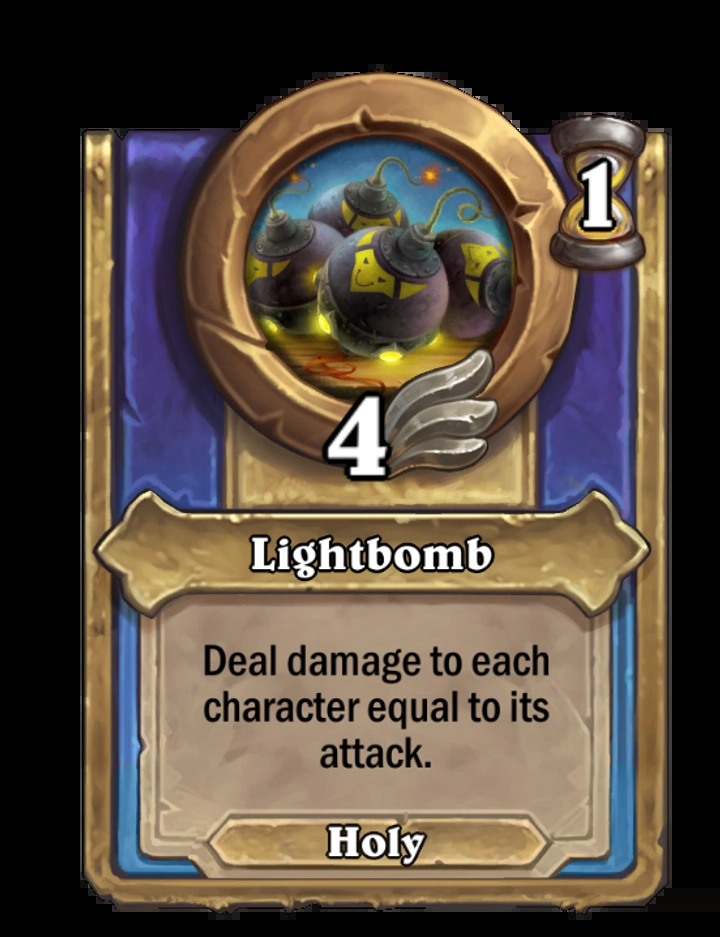 1
4
Lightbomb
Deal damage to each
character equal to its
attack.
Holy